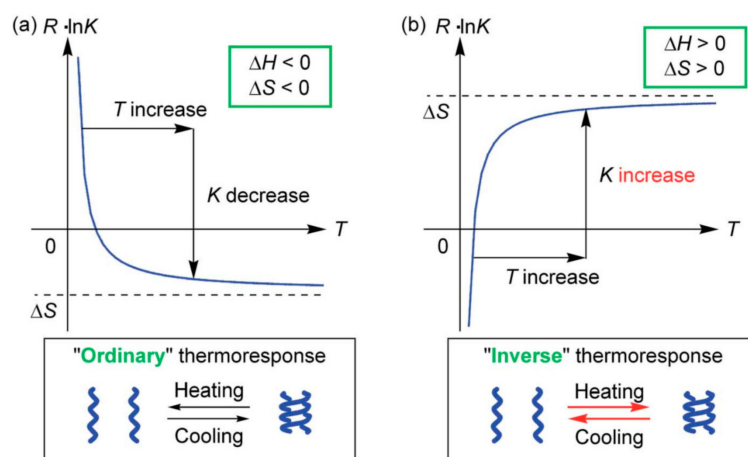 (a) R·lnK
ΔH < 0
ΔS < 0
T increase
K decrease
0
T
ΔS
"Ordinary" thermoresponse
Heating
Cooling
(b) R·lnK
ΔH > 0
ΔS > 0
ΔS
K increase
0
T
T increase
"Inverse" thermoresponse
Heating
Cooling